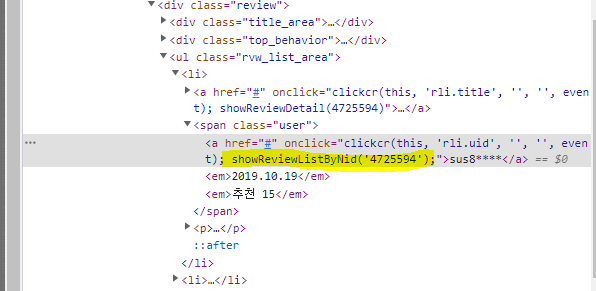 ▼<div class="review">
▶<div class="title_area">…</div>
▶<div class="top_behavior">…</div>
▼<ul class="rvw_list_area">
▼<li>
▶<a href="#" onclick="clickcr(this, 'rli.title', '', '', even
t); showReviewDetail(4725594)">…</a>
▼<span class="user">
<a href="#" onclick="clickcr(this, 'rli.uid', '', '', even
t); showReviewListByNid('4725594');">sus8****</a> == $0
<em>2019.10.19</em>
<em>추천 15</em>
</span>
▶<p>…</p>
::after
</li>
▶<li>…</li>